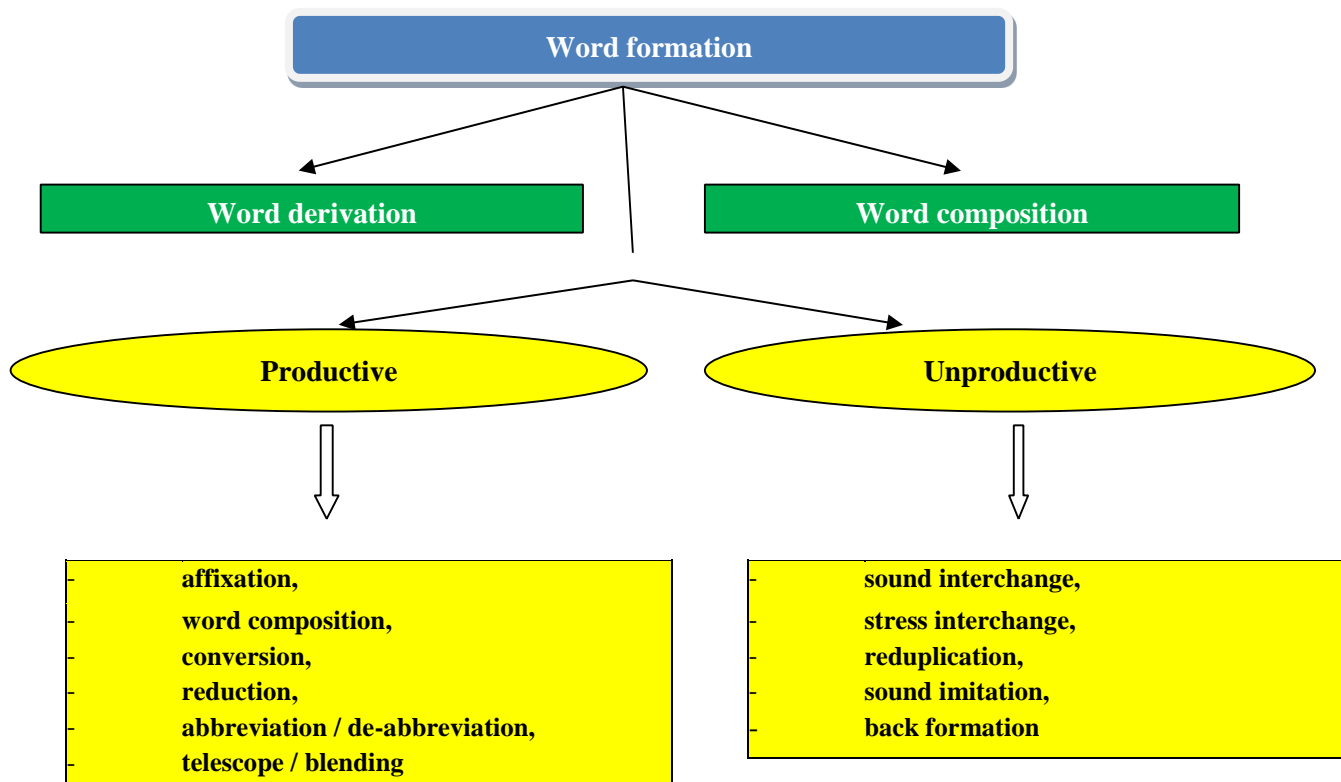 Word formation
Word derivation
Word composition
Productive
Unproductive
- affixation,
- word composition,
- conversion,
- reduction,
- abbreviation / de-abbreviation,
- telescope / blending
- sound interchange,
- stress interchange,
- reduplication,
- sound imitation,
- back formation